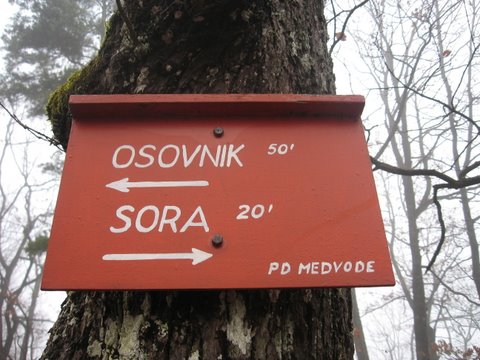 OSOVNIK 50'
SORA 20'
PD MEDVODE